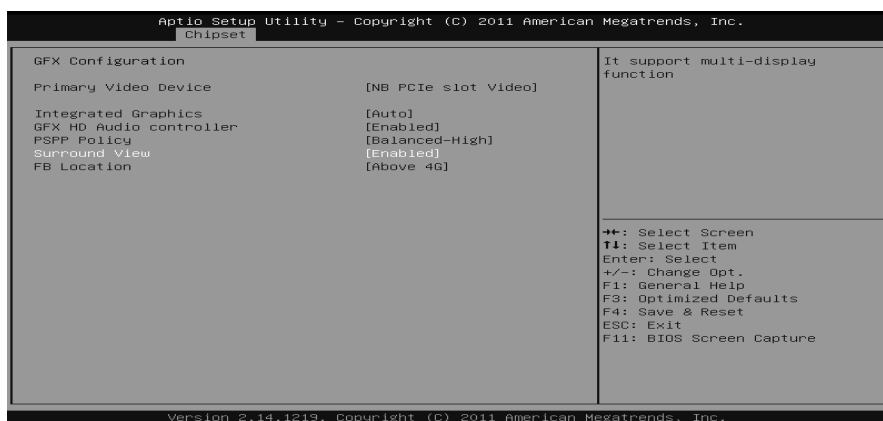 Aptio Setup Utility – Copyright (C) 2011 American Megatrends, Inc.
Chipset
GFX Configuration
Primary Video Device [NB PCIe slot Video]
Integrated Graphics [Auto]
GFX HD Audio controller [Enabled]
PSPP Policy [Balanced-High]
Surround View [Enabled]
FB Location [Above 4G]
It support multi-display
function
→←: Select Screen
↑↓: Select Item
Enter: Select
+/-: Change Opt.
F1: General Help
F3: Optimized Defaults
F4: Save & Reset
ESC: Exit
F11: BIOS Screen Capture
Version 2.14.1219. Copyright (C) 2011 American Megatrends, Inc.